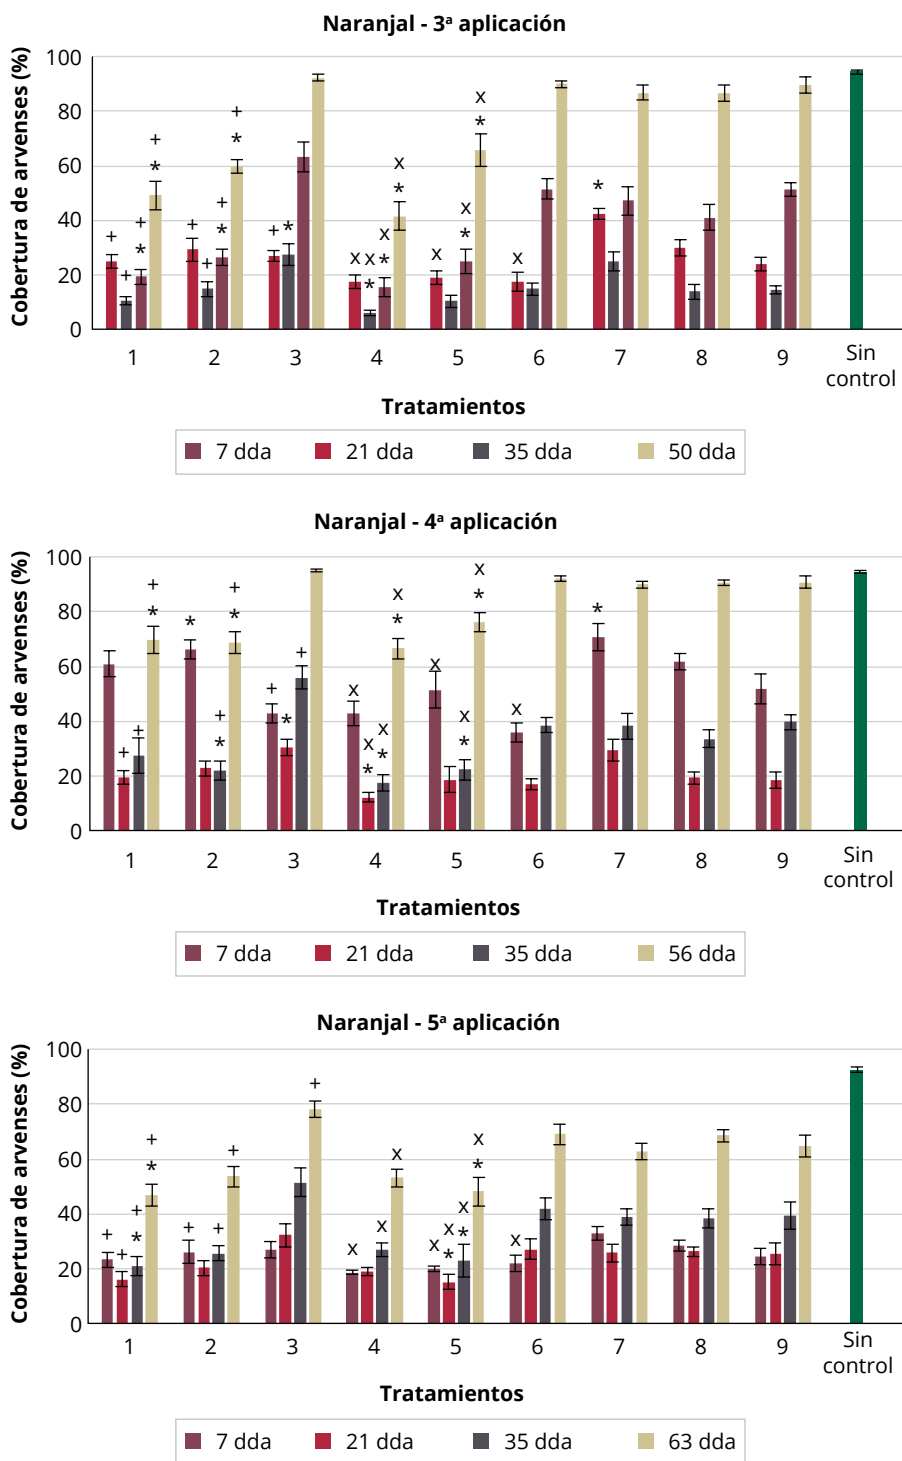 Naranjal - 3ª aplicación
Cobertura de arvenses (%)
100
80
60
40
20
0
+ + * + * +
+ + * + * +
+ *
x x * x * x *
x x * x *
x
*
1 2 3 4 5 6 7 8 9 Sin control
Tratamientos
7 dda 21 dda 35 dda 50 dda
Naranjal - 4ª aplicación
Cobertura de arvenses (%)
100
80
60
40
20
0
+ + * +
* + * + *
+ * +
x x * x * x *
x x * x *
x
*
1 2 3 4 5 6 7 8 9 Sin control
Tratamientos
7 dda 21 dda 35 dda 56 dda
Naranjal - 5ª aplicación
Cobertura de arvenses (%)
100
80
60
40
20
0
+ + + * + *
+ + +
+
x x x
x x * x * x *
x
1 2 3 4 5 6 7 8 9 Sin control
Tratamientos
7 dda 21 dda 35 dda 63 dda